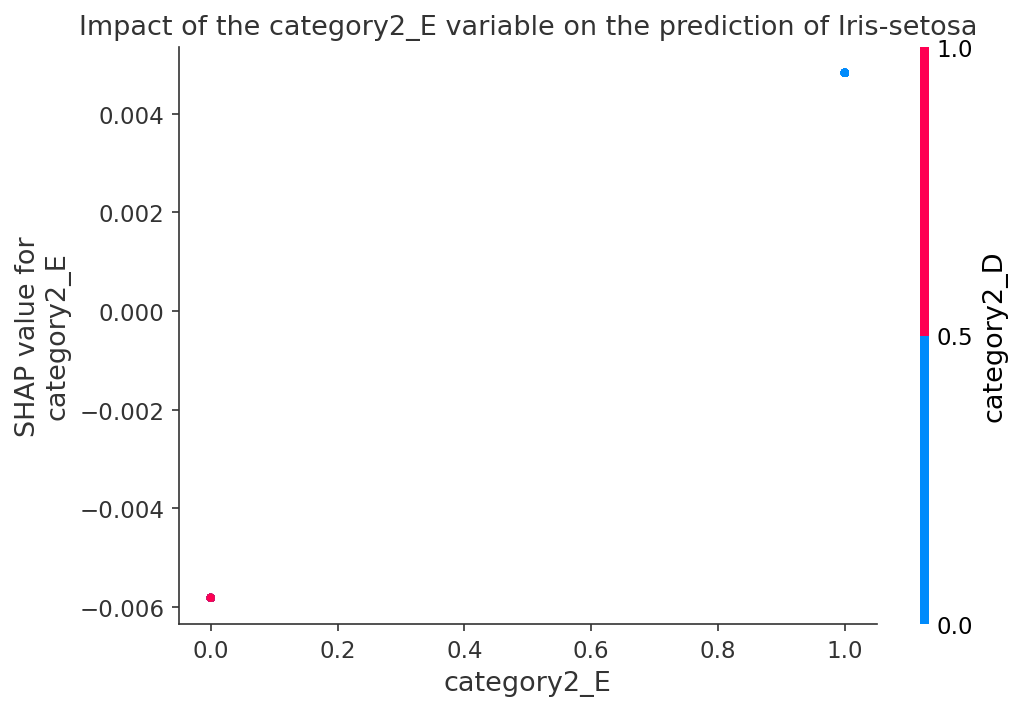 Impact of the category2_E variable on the prediction of Iris-setosa
SHAP value for
category2_E
0.004
0.002
0.000
−0.002
−0.004
−0.006
0.0 0.2 0.4 0.6 0.8 1.0
category2_E
1.0
0.5
0.0
category2_D